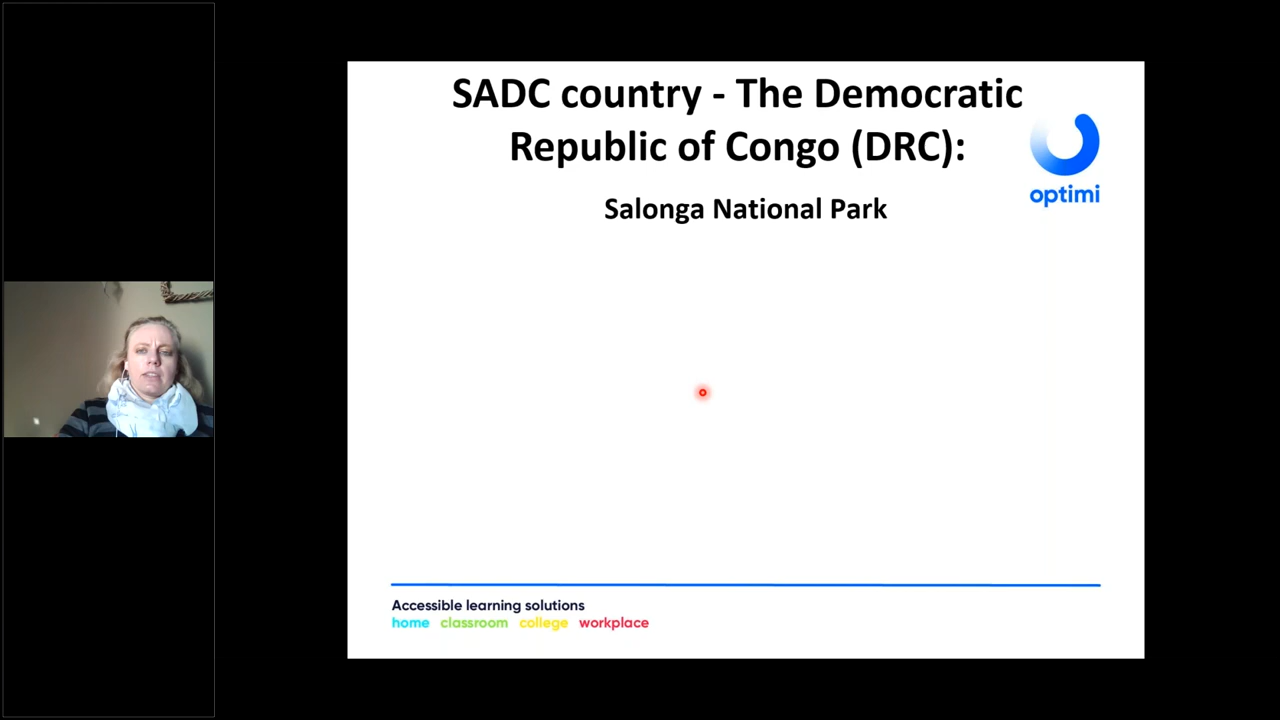 SADC country - The Democratic
Republic of Congo (DRC):
optimi
Salonga National Park
Accessible learning solutions
home classroom college workplace